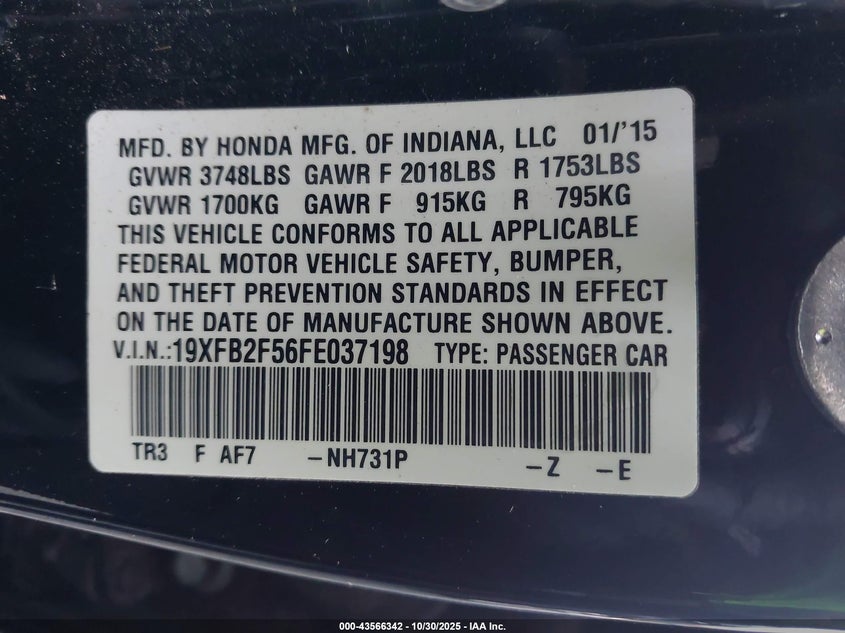 MFD. BY HONDA MFG. OF INDIANA, LLC 01/'15
GVWR 3748LBS GAWR F 2018LBS R 1753LBS
GVWR 1700KG GAWR F 915KG R 795KG
THIS VEHICLE CONFORMS TO ALL APPLICABLE
FEDERAL MOTOR VEHICLE SAFETY, BUMPER,
AND THEFT PREVENTION STANDARDS IN EFFECT
ON THE DATE OF MANUFACTURE SHOWN ABOVE.
V.I.N.:19XFB2F56FE037198 TYPE: PASSENGER CAR
TR3 F AF7 –NH731P –Z –E
000-43566342 | 10/30/2025 – IAA Inc.